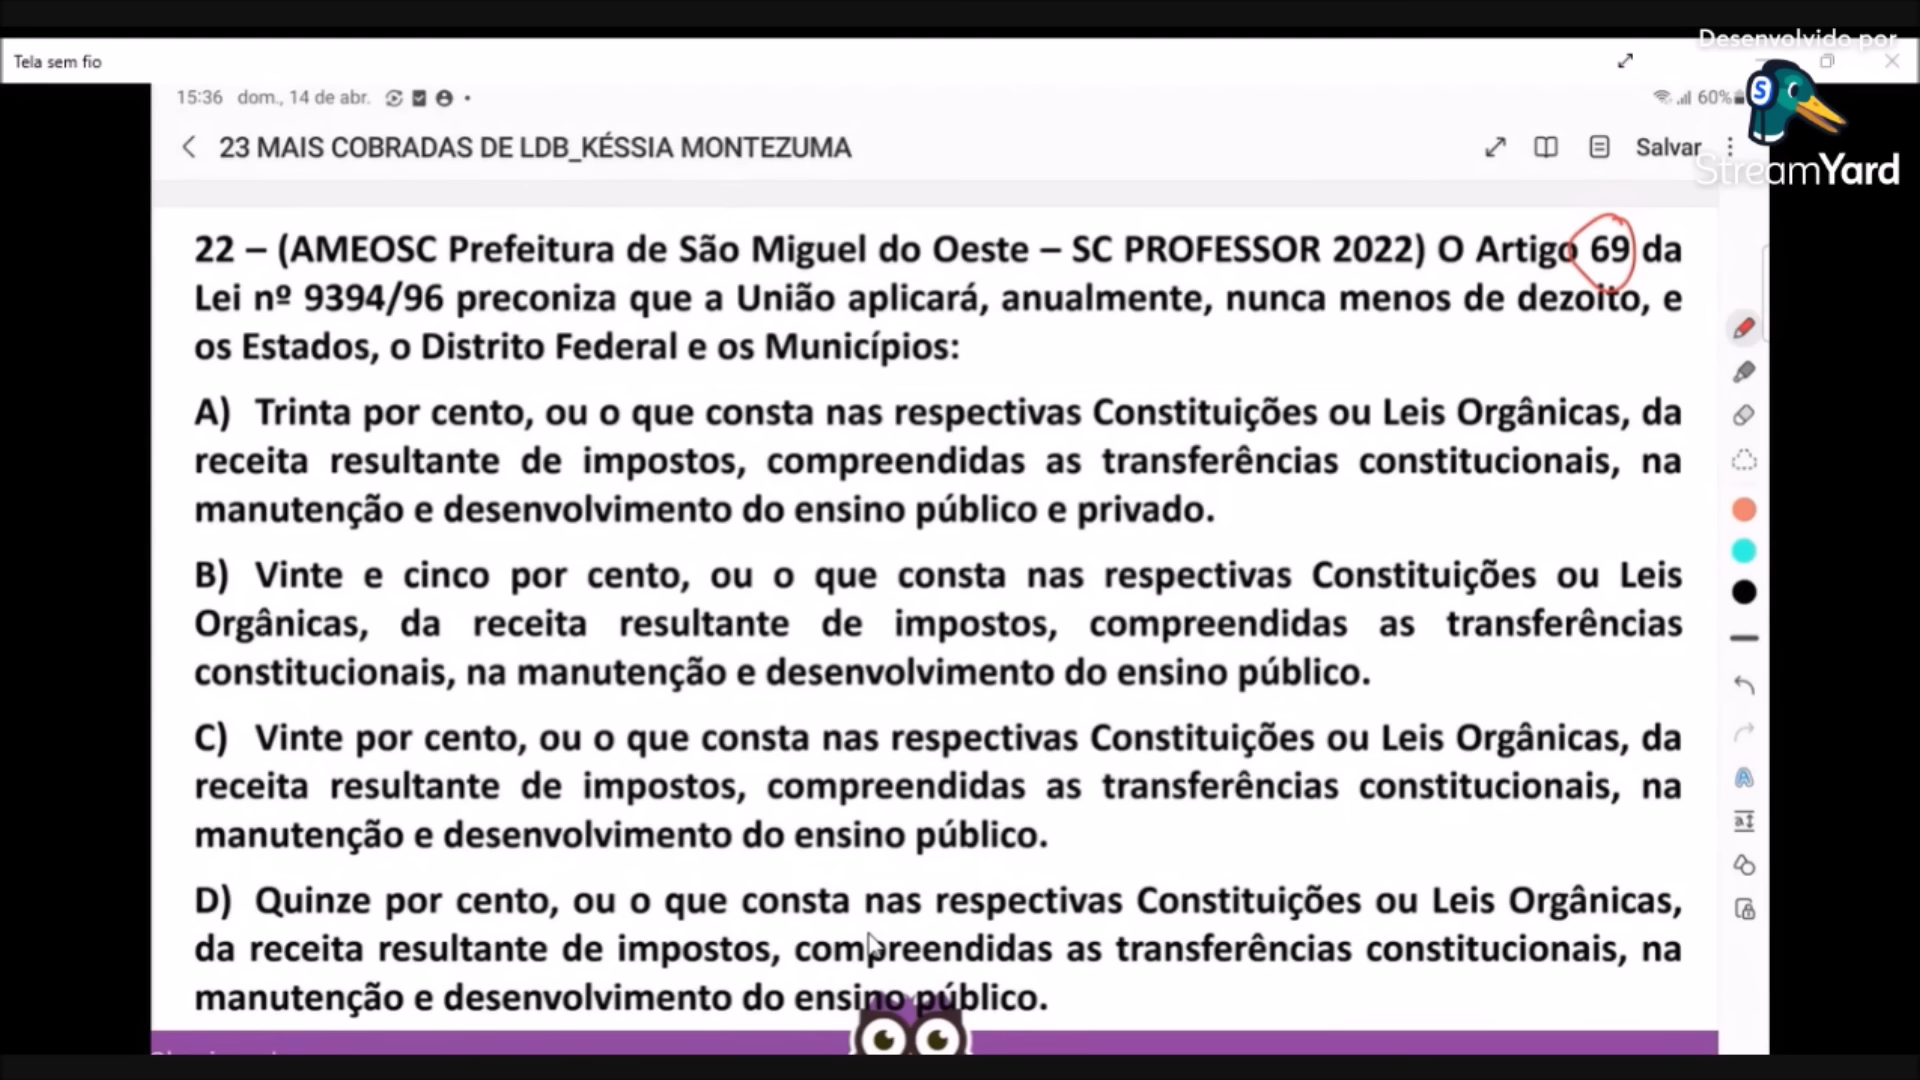 Desenvolvido por
Tela sem fio
15:36 dom., 14 de abr.
60%
23 MAIS COBRADAS DE LDB_KÉSSIA MONTEZUMA
Salvar
S
StreamYard
22 – (AMEOSC Prefeitura de São Miguel do Oeste – SC PROFESSOR 2022) O Artigo 69 da
Lei nº 9394/96 preconiza que a União aplicará, anualmente, nunca menos de dezoito, e
os Estados, o Distrito Federal e os Municípios:
A) Trinta por cento, ou o que consta nas respectivas Constituições ou Leis Orgânicas, da
receita resultante de impostos, compreendidas as transferências constitucionais, na
manutenção e desenvolvimento do ensino público e privado.
B) Vinte e cinco por cento, ou o que consta nas respectivas Constituições ou Leis
Orgânicas, da receita resultante de impostos, compreendidas as transferências
constitucionais, na manutenção e desenvolvimento do ensino público.
C) Vinte por cento, ou o que consta nas respectivas Constituições ou Leis Orgânicas, da
receita resultante de impostos, compreendidas as transferências constitucionais, na
manutenção e desenvolvimento do ensino público.
D) Quinze por cento, ou o que consta nas respectivas Constituições ou Leis Orgânicas,
da receita resultante de impostos, compreendidas as transferências constitucionais, na
manutenção e desenvolvimento do ensino público.